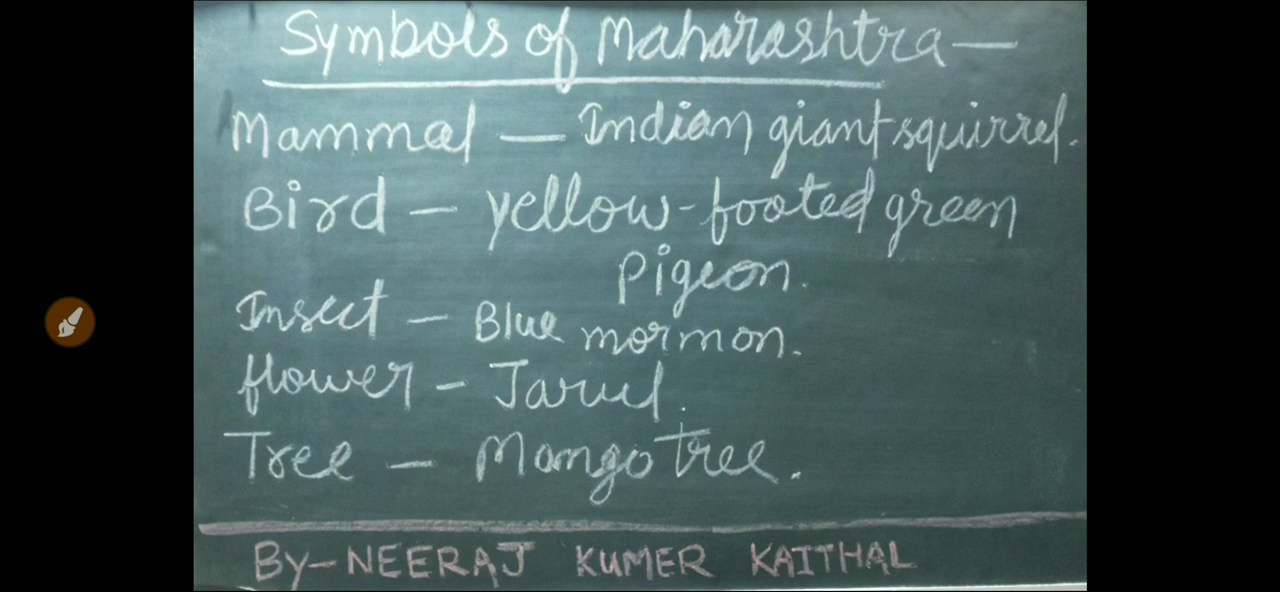 Symbols of Maharashtra —
Mammal — Indian giant squirrel.
Bird — yellow-footed green
Pigeon.
Insect — Blue mormon.
flower — Jarul.
Tree — Mango tree.
By-NEERAJ KUMER KAITHAL